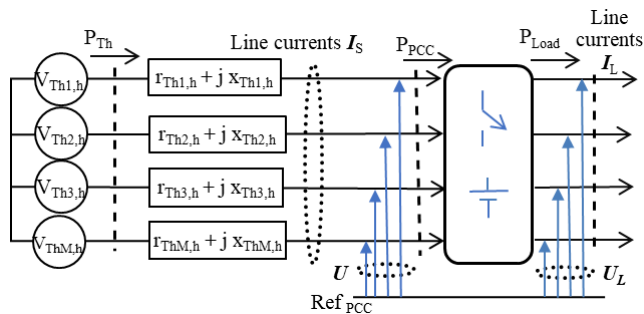 P_Th
Line currents I_S
P_PCC
P_Load
Line currents I_L
V_Th1,h
r_Th1,h + j x_Th1,h
V_Th2,h
r_Th2,h + j x_Th2,h
V_Th3,h
r_Th3,h + j x_Th3,h
V_ThM,h
r_ThM,h + j x_ThM,h
U
U_L
Ref_PCC